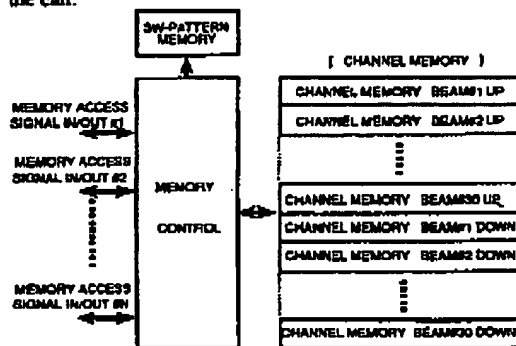 the call.
SW-PATTERN
MEMORY
[ CHANNEL MEMORY ]
CHANNEL MEMORY BEAM#1 UP
CHANNEL MEMORY BEAM#2 UP
CHANNEL MEMORY BEAM#30 UP
CHANNEL MEMORY BEAM#1 DOWN
CHANNEL MEMORY BEAM#2 DOWN
CHANNEL MEMORY BEAM#30 DOWN
MEMORY ACCESS
SIGNAL IN/OUT #1
MEMORY ACCESS
SIGNAL IN/OUT #2
MEMORY ACCESS
SIGNAL IN/OUT #N
MEMORY
CONTROL